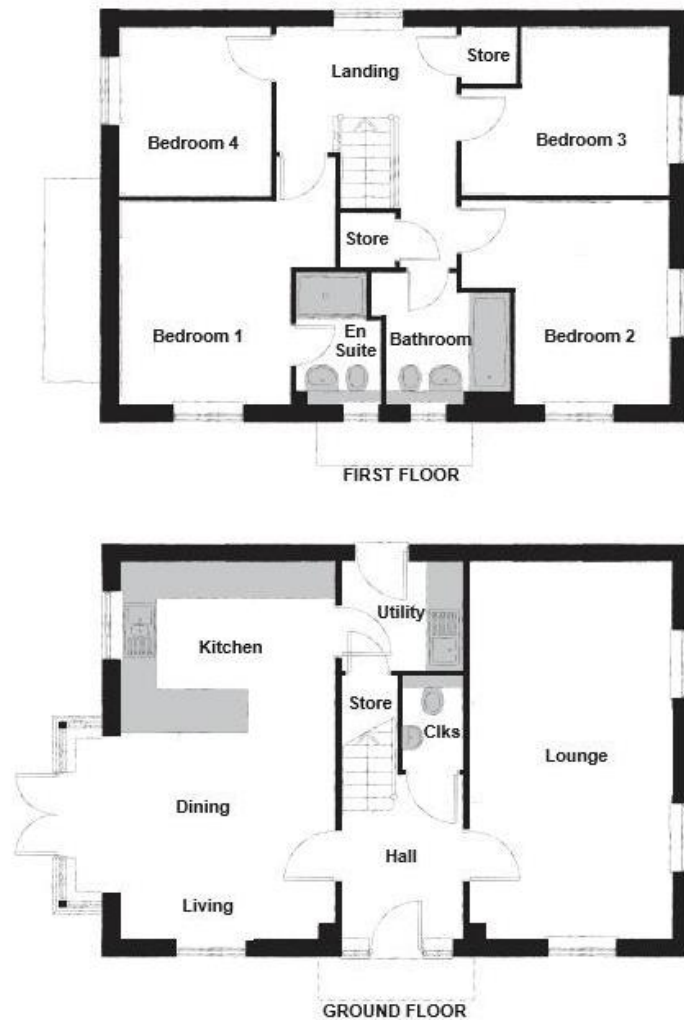 Store
Landing
Bedroom 4
Bedroom 3
Store
Bedroom 1
En
Suite
Bathroom
Bedroom 2
FIRST FLOOR
Utility
Kitchen
Store
Clks
Lounge
Dining
Hall
Living
GROUND FLOOR